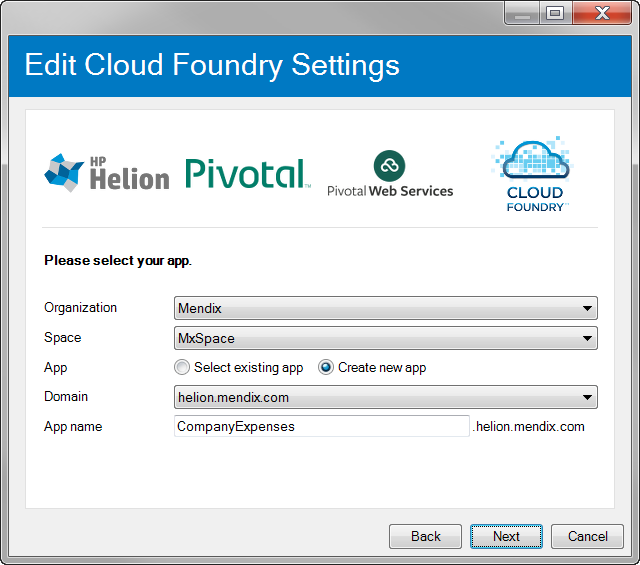 Edit Cloud Foundry Settings
HP
Helion
Pivotal™
Pivotal Web Services
CLOUD
FOUNDRY™
Please select your app.
Organization Mendix
Space MxSpace
App Select existing app Create new app
Domain helion.mendix.com
App name CompanyExpenses .helion.mendix.com
Back Next Cancel